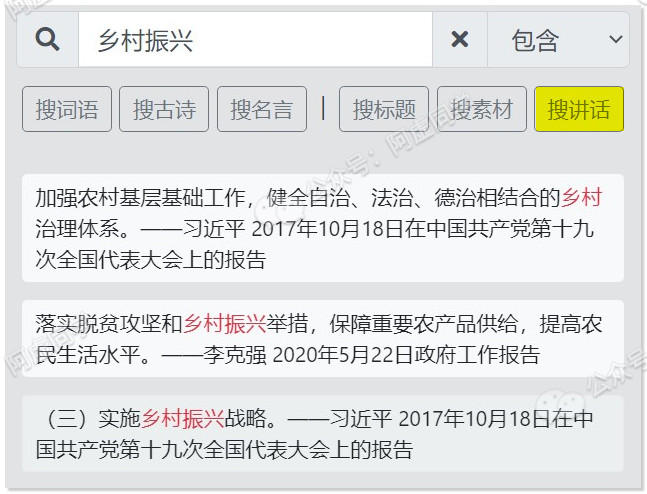 乡村振兴
包含
搜词语 搜古诗 搜名言 | 搜标题 搜素材 搜讲话
加强农村基层基础工作，健全自治、法治、德治相结合的乡村
治理体系。——习近平 2017年10月18日在中国共产党第十九
次全国代表大会上的报告
落实脱贫攻坚和乡村振兴举措，保障重要农产品供给，提高农
民生活水平。——李克强 2020年5月22日政府工作报告
（三）实施乡村振兴战略。——习近平 2017年10月18日在中
国共产党第十九次全国代表大会上的报告